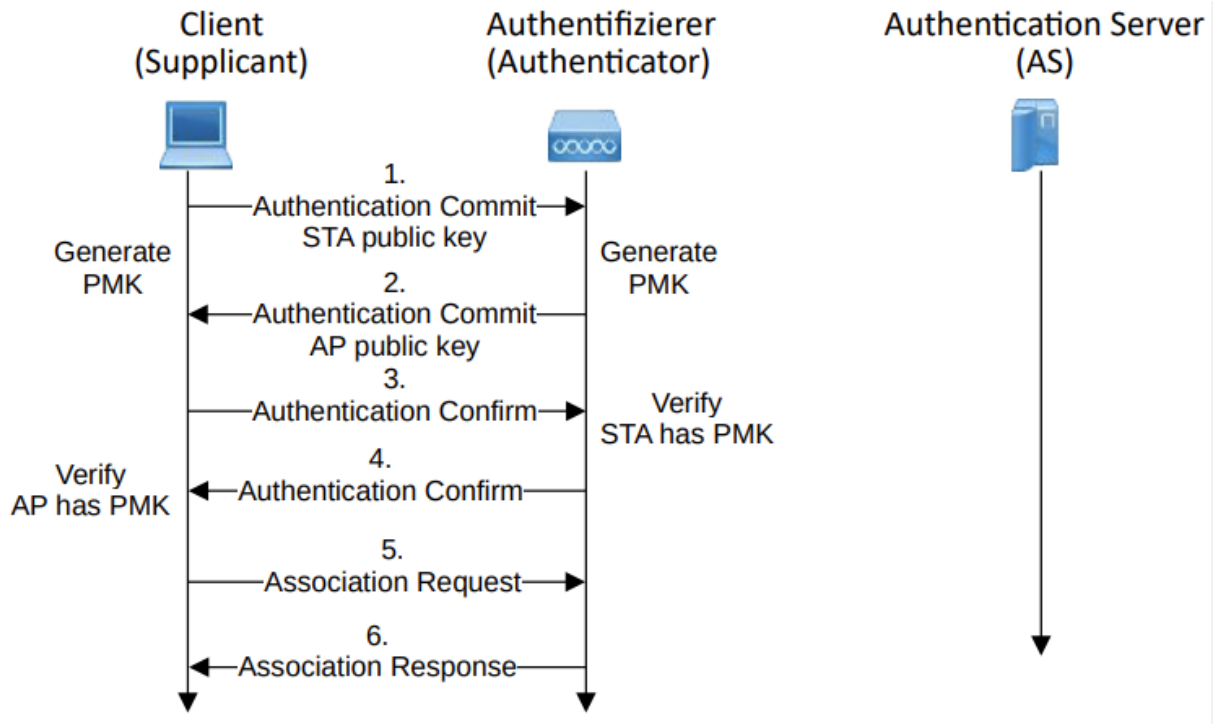 Client
(Supplicant)
Authentifizierer
(Authenticator)
Authentication Server
(AS)
1.
Authentication Commit
STA public key
Generate
PMK
Generate
PMK
2.
Authentication Commit
AP public key
3.
Authentication Confirm
Verify
STA has PMK
4.
Authentication Confirm
Verify
AP has PMK
5.
Association Request
6.
Association Response